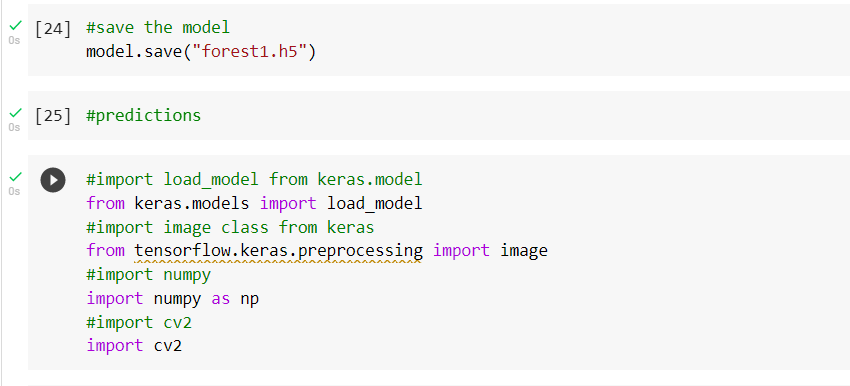 [24] #save the model
0s
model.save("forest1.h5")
[25] #predictions
0s
#import load_model from keras.model
0s
from keras.models import load_model
#import image class from keras
from tensorflow.keras.preprocessing import image
#import numpy
import numpy as np
#import cv2
import cv2